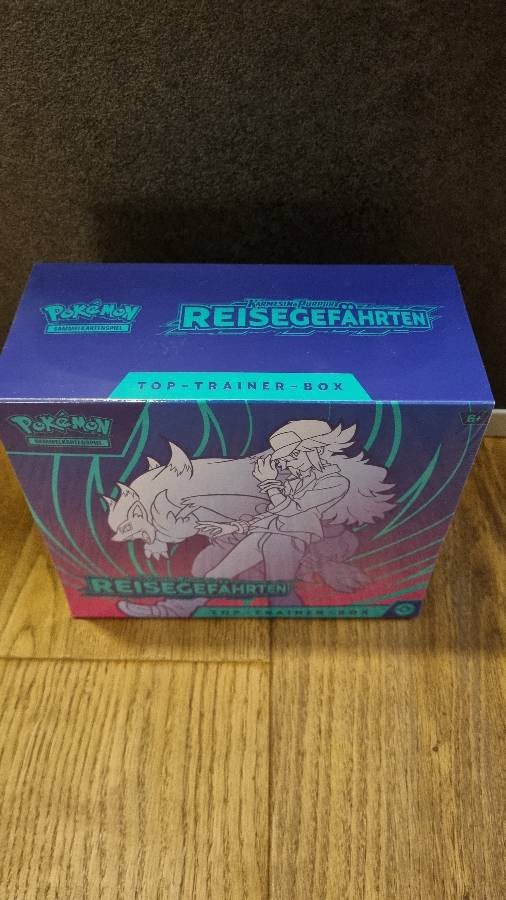 POKéMON
SAMMELKARTENSPIEL
KARMESIN & PURPUR
REISEGEFÄHRTEN
TOP-TRAINER-BOX
POKéMON
SAMMELKARTENSPIEL
6+
REISEGEFÄHRTEN
TOP-TRAINER-BOX